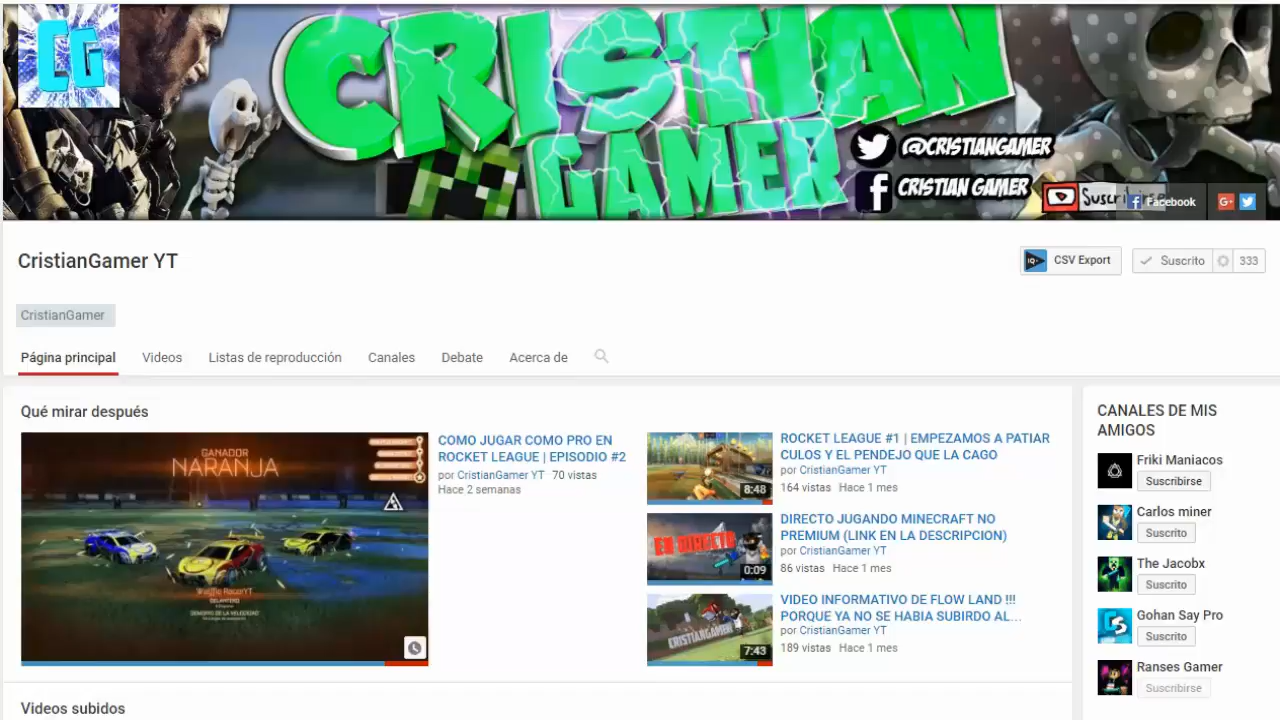 CG
CRISTIAN
GAMER
@CRISTIANGAMER
CRISTIAN GAMER
Facebook
G+
CristianGamer YT
IQ
CSV Export
Suscrito
333
CristianGamer
Página principal
Videos
Listas de reproducción
Canales
Debate
Acerca de
Qué mirar después
GANADOR
NARANJA
COMO JUGAR COMO PRO EN
ROCKET LEAGUE | EPISODIO #2
por CristianGamer YT 70 vistas
Hace 2 semanas
8:48
ROCKET LEAGUE #1 | EMPEZAMOS A PATIAR
CULOS Y EL PENDEJO QUE LA CAGO
por CristianGamer YT
164 vistas Hace 1 mes
EN DIRECTO
0:09
DIRECTO JUGANDO MINECRAFT NO
PREMIUM (LINK EN LA DESCRIPCION)
por CristianGamer YT
86 vistas Hace 1 mes
CRISTIANGAMER
7:43
VIDEO INFORMATIVO DE FLOW LAND !!!
PORQUE YA NO SE HABIA SUBIRDO AL...
por CristianGamer YT
189 vistas Hace 1 mes
CANALES DE MIS
AMIGOS
Friki Maniacos
Suscribirse
Carlos miner
Suscrito
The Jacobx
Suscrito
Gohan Say Pro
Suscrito
Ranses Gamer
Suscribirse
Videos subidos